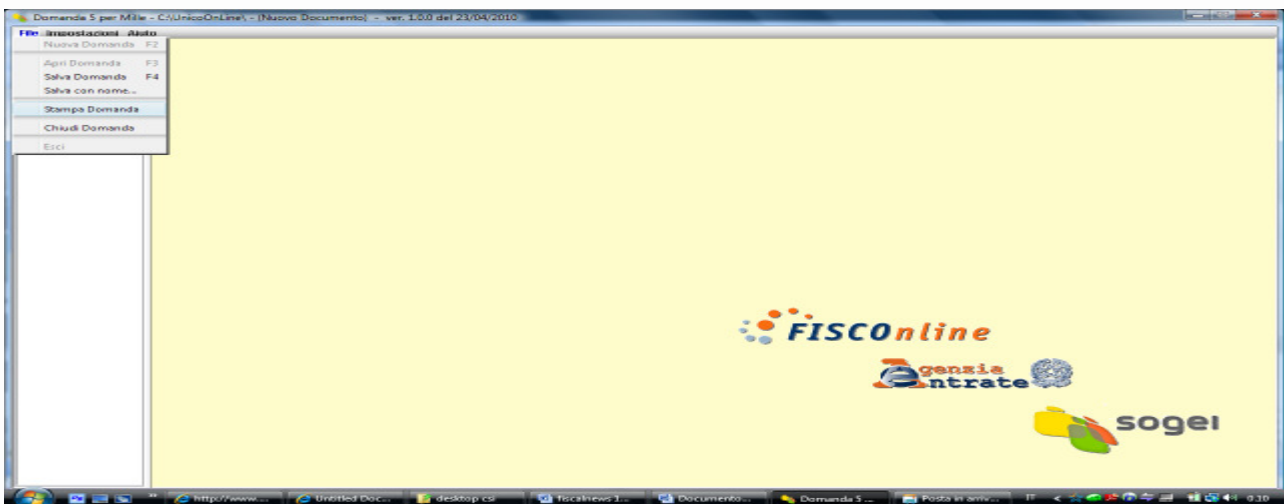 Domanda 5 per Mille - C:\UnicoOnLine\ - (Nuovo Documento) - ver. 1.0.0 del 23/04/2010
File Impostazioni Aiuto
Nuova Domanda F2
Apri Domanda F3
Salva Domanda F4
Salva con nome...
Stampa Domanda
Chiudi Domanda
Esci
FISCOnline
Agenzia
Entrate
sogei
http://www.... Untitled Doc... desktop csi fiscalnews 1... Documento... Domanda 5 ... Posta in arriv... IT 0.10